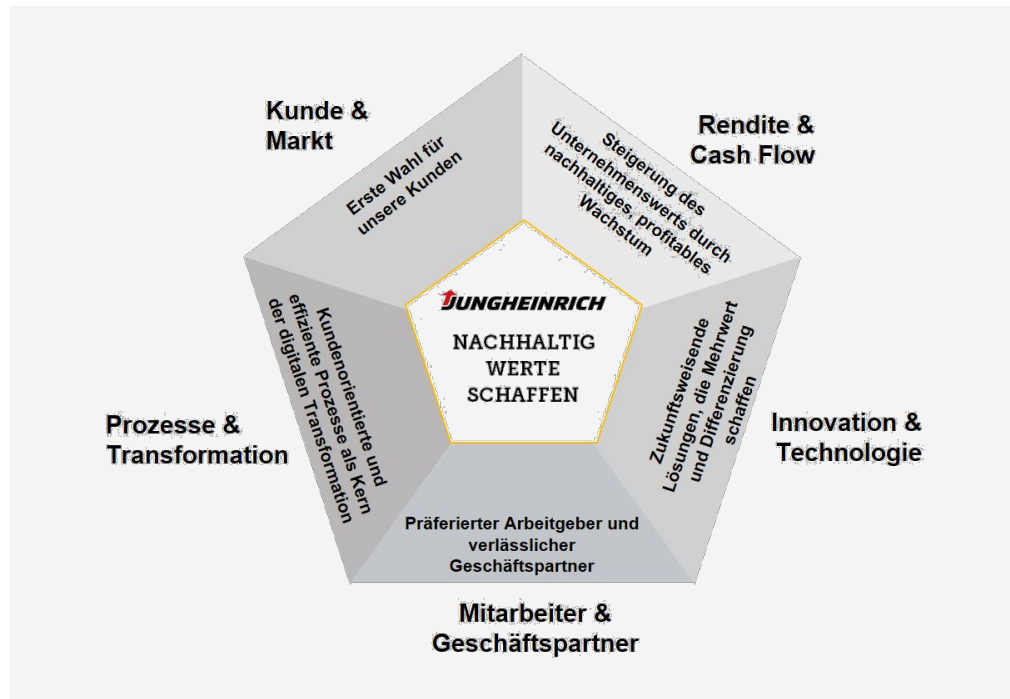 Kunde &
Markt
Erste Wahl für
unsere Kunden
Rendite &
Cash Flow
Steigerung des
Unternehmenswerts durch
nachhaltiges, profitables
Wachstum
JUNGHEINRICH
NACHHALTIG
WERTE
SCHAFFEN
Prozesse &
Transformation
Kundenorientierte und
effiziente Prozesse als Kern
der digitalen Transformation
Innovation &
Technologie
Zukunftsweisende
Lösungen, die Mehrwert
und Differenzierung
schaffen
Präferierter Arbeitgeber und
verlässlicher
Geschäftspartner
Mitarbeiter &
Geschäftspartner